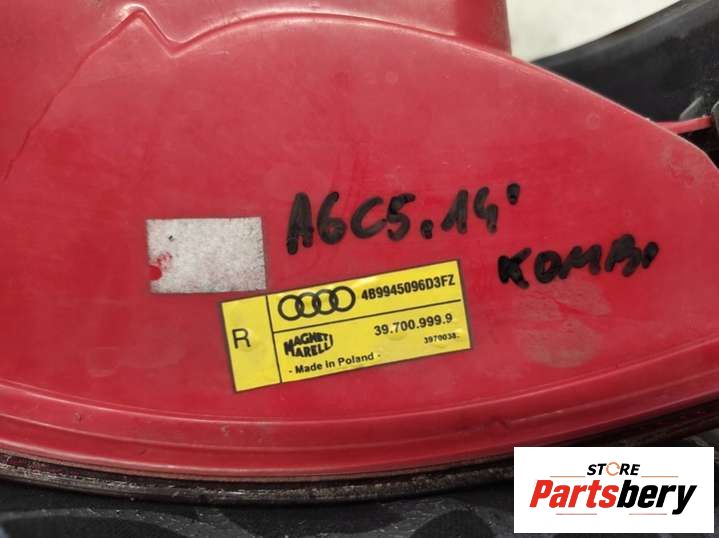 A6C5.14'
KOMBI
R
4B9945096D3FZ
39.700.999.9
3970038.
MAGNETI
MARELLI
- Made in Poland -
STORE
Partsbery